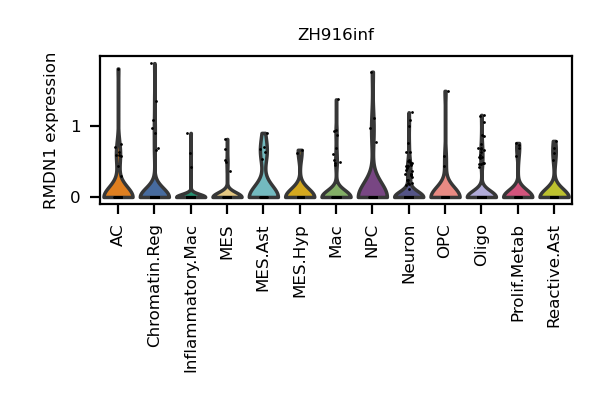 ZH916inf
RMDN1 expression
1
0
AC
Chromatin.Reg
Inflammatory.Mac
MES
MES.Ast
MES.Hyp
Mac
NPC
Neuron
OPC
Oligo
Prolif.Metab
Reactive.Ast